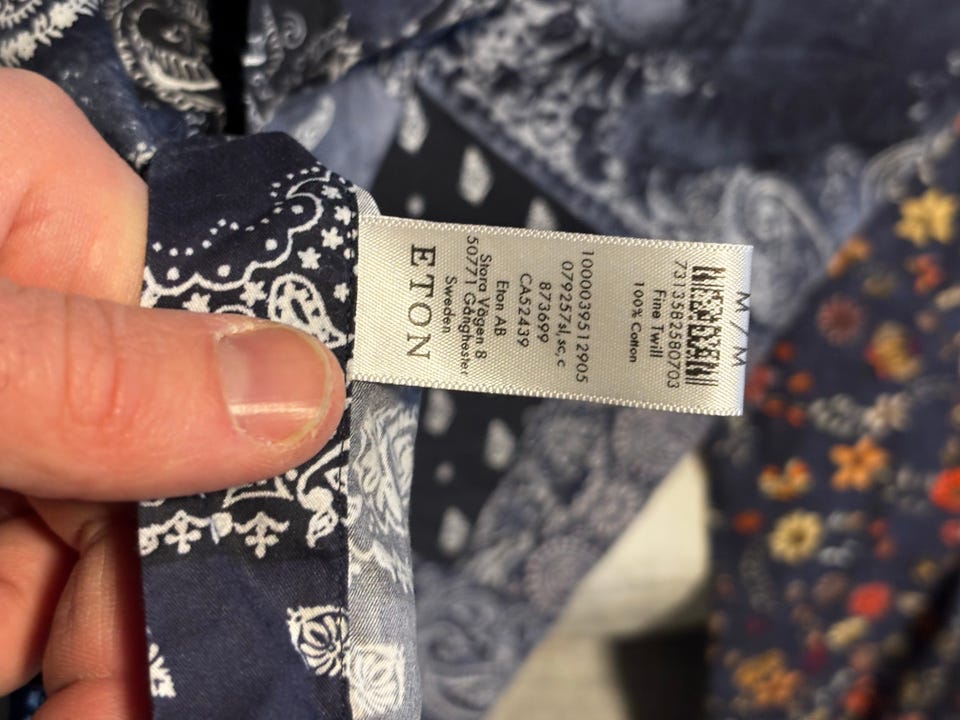 M / M
7313582580703
Fine Twill
100% Cotton
1000039512905
079257sl,sc,c
873699
CA52439
Eton AB
Stora Vägen 8
50771 Gånghester
Sweden
ETON